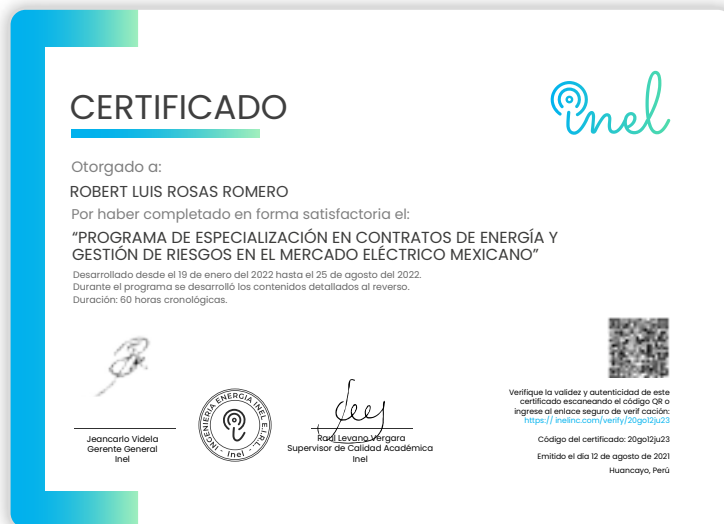 CERTIFICADO
inel
Otorgado a:
ROBERT LUIS ROSAS ROMERO
Por haber completado en forma satisfactoria el:
“PROGRAMA DE ESPECIALIZACIÓN EN CONTRATOS DE ENERGÍA Y
GESTIÓN DE RIESGOS EN EL MERCADO ELÉCTRICO MEXICANO”
Desarrollado desde el 19 de enero del 2022 hasta el 25 de agosto del 2022.
Durante el programa se desarrolló los contenidos detallados al reverso.
Duración: 60 horas cronológicas.
Jeancarlo Videla
Gerente General
Inel
INGENIERIA ENERGIA INEL E.I.R.L.
- Inel -
Raúl Levano Vergara
Supervisor de Calidad Académica
Inel
Verifique la validez y autenticidad de este
certificado escaneando el código QR o
ingrese al enlace seguro de verif cación:
https:// inelinc.com/verify/20go12ju23
Código del certificado: 20go12ju23
Emitido el día 12 de agosto de 2021
Huancayo, Perú